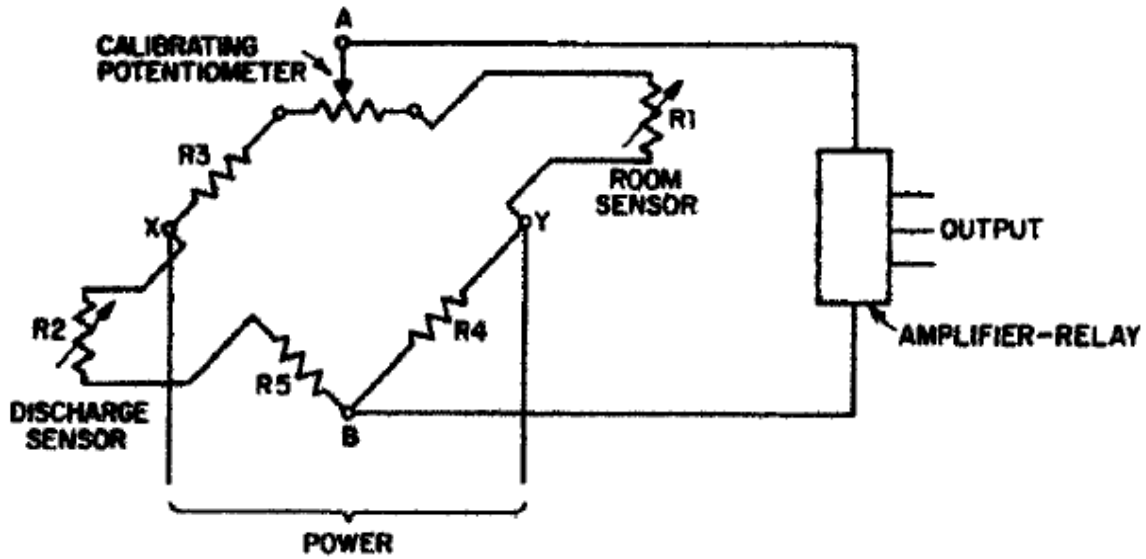 A
CALIBRATING
POTENTIOMETER
R1
R3
ROOM
SENSOR
X
Y
OUTPUT
R2
R4
AMPLIFIER-RELAY
R5
DISCHARGE
SENSOR
B
POWER